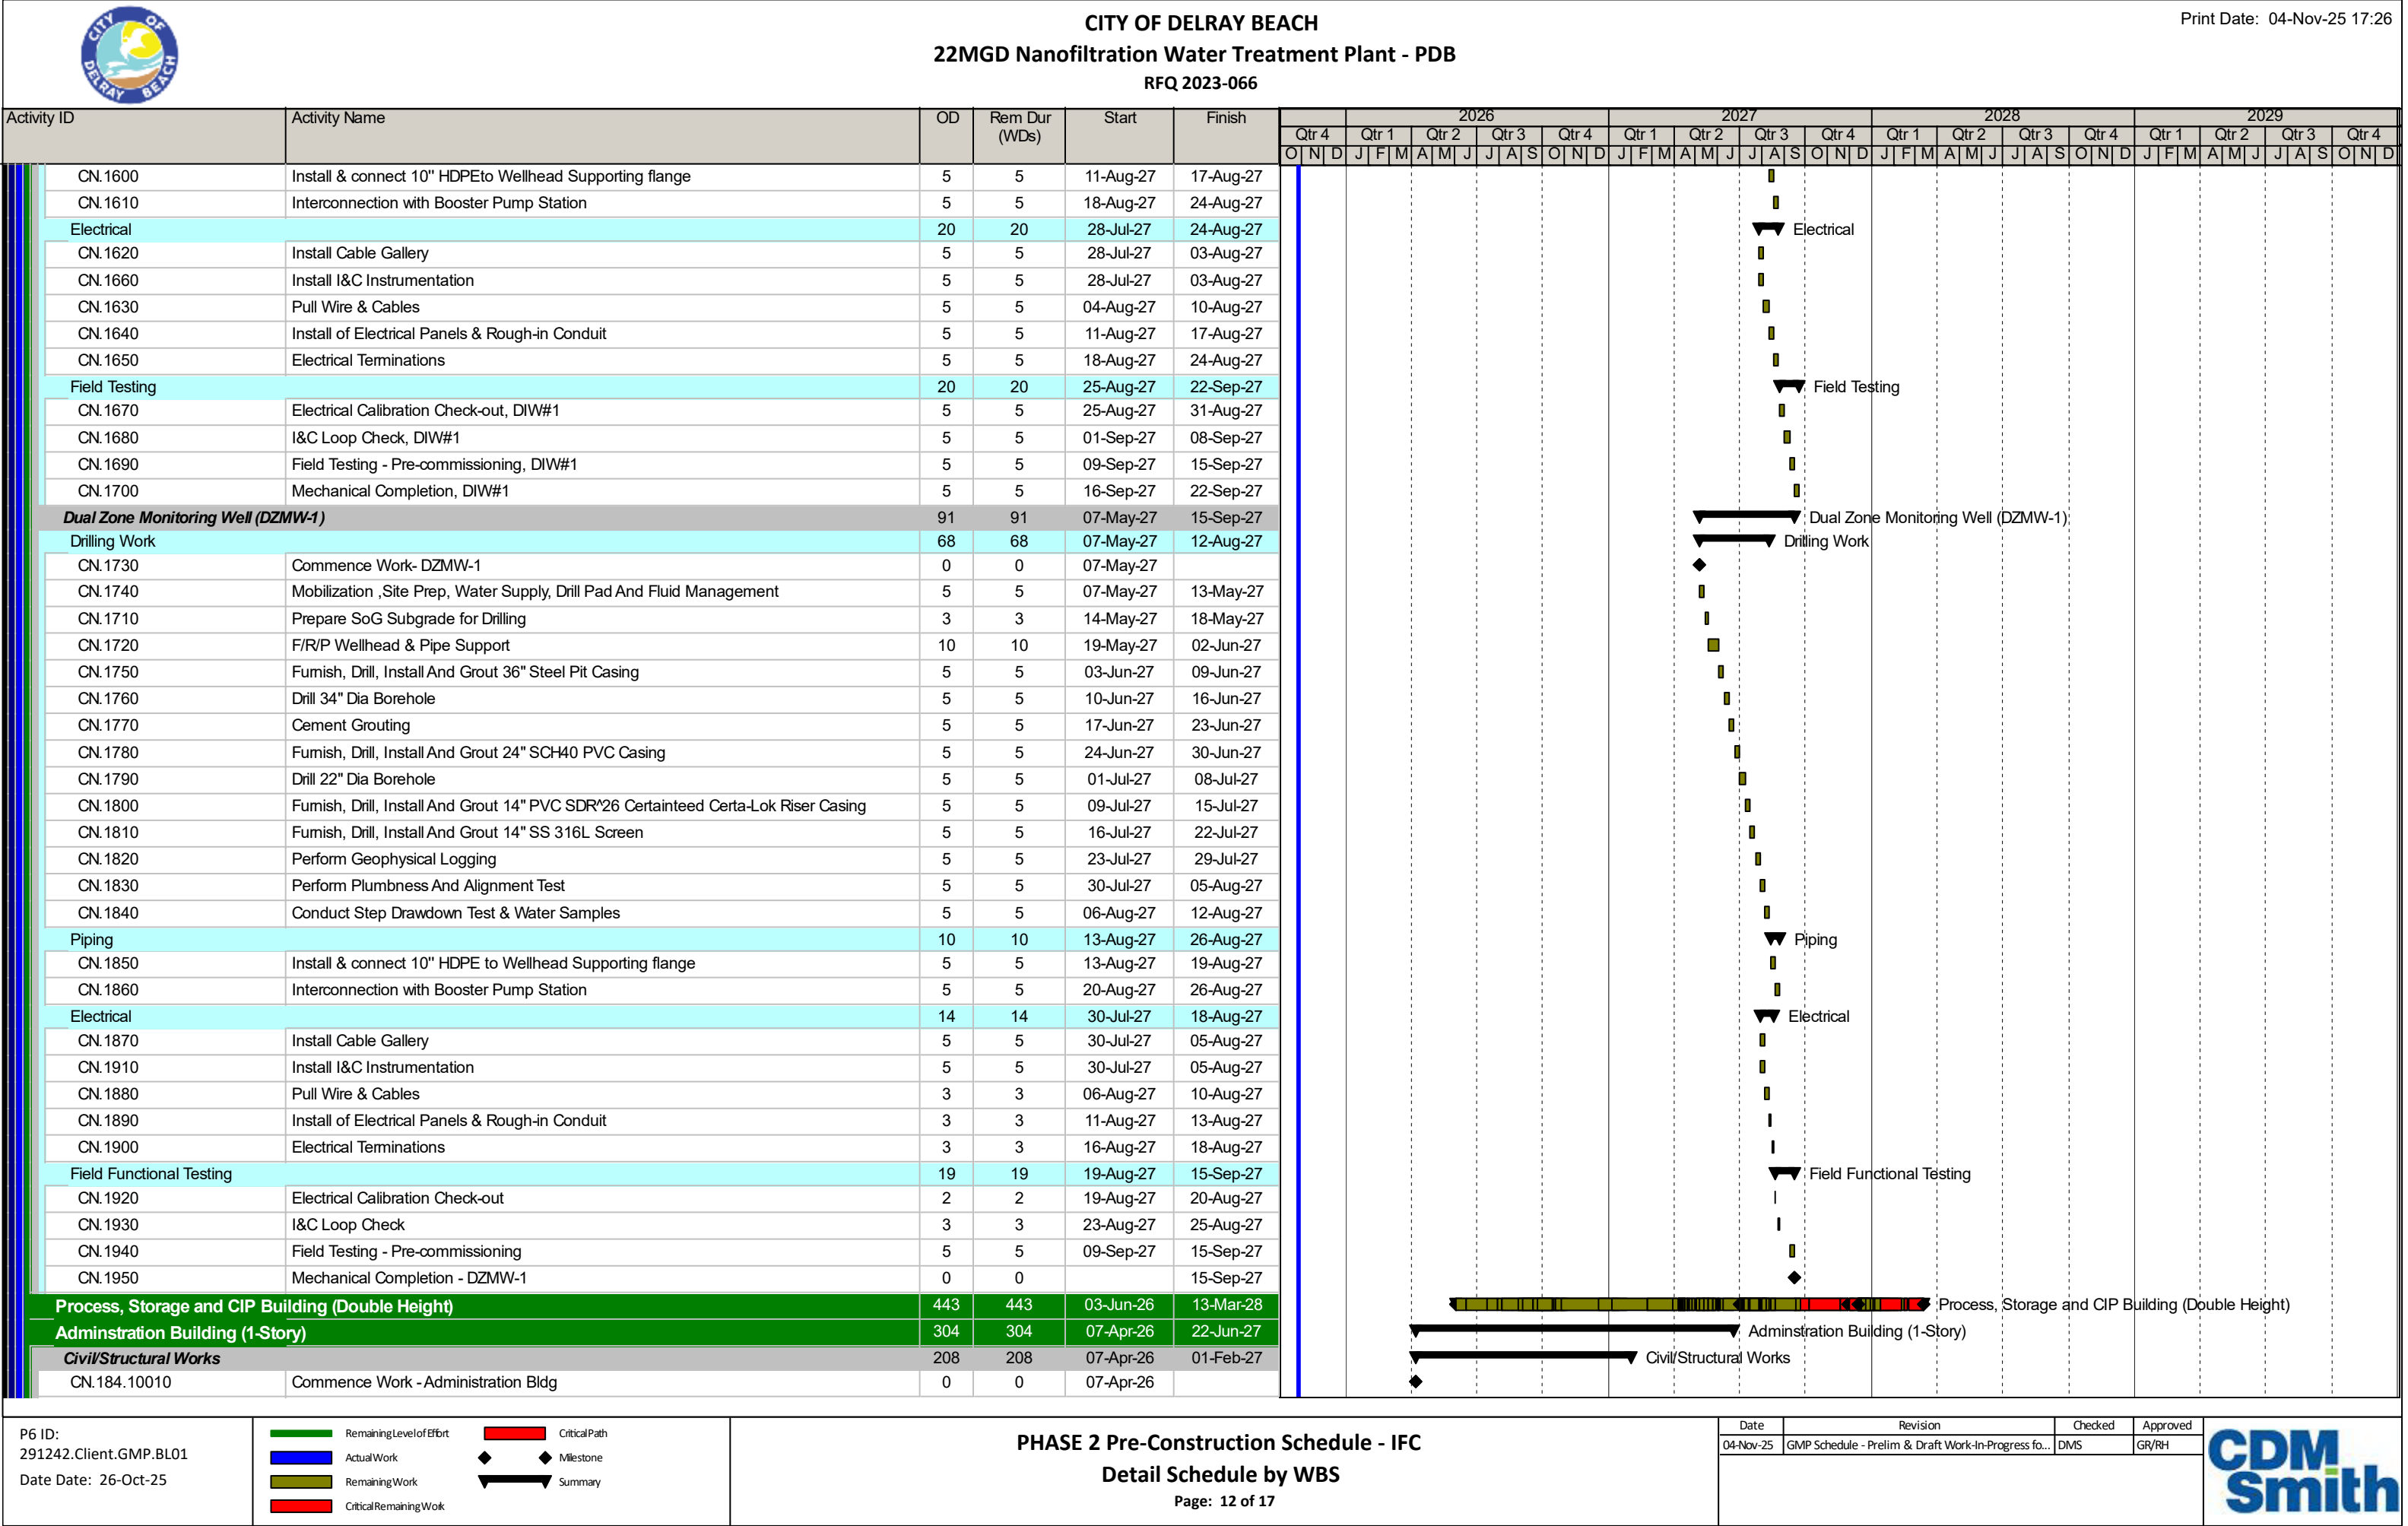 CITY OF
DELRAY BEACH
CITY OF DELRAY BEACH
22MGD Nanofiltration Water Treatment Plant - PDB
RFQ 2023-066
Print Date: 04-Nov-25 17:26
Activity ID Activity Name OD Rem Dur (WDs) Start Finish
2026 2027 2028 2029
Qtr 4 Qtr 1 Qtr 2 Qtr 3 Qtr 4 Qtr 1 Qtr 2 Qtr 3 Qtr 4 Qtr 1 Qtr 2 Qtr 3 Qtr 4 Qtr 1 Qtr 2 Qtr 3 Qtr 4
O N D J F M A M J J A S O N D J F M A M J J A S O N D J F M A M J J A S O N D J F M A M J J A S O N D
CN.1600 Install & connect 10" HDPEto Wellhead Supporting flange 5 5 11-Aug-27 17-Aug-27
CN.1610 Interconnection with Booster Pump Station 5 5 18-Aug-27 24-Aug-27
Electrical 20 20 28-Jul-27 24-Aug-27 Electrical
CN.1620 Install Cable Gallery 5 5 28-Jul-27 03-Aug-27
CN.1660 Install I&C Instrumentation 5 5 28-Jul-27 03-Aug-27
CN.1630 Pull Wire & Cables 5 5 04-Aug-27 10-Aug-27
CN.1640 Install of Electrical Panels & Rough-in Conduit 5 5 11-Aug-27 17-Aug-27
CN.1650 Electrical Terminations 5 5 18-Aug-27 24-Aug-27
Field Testing 20 20 25-Aug-27 22-Sep-27 Field Testing
CN.1670 Electrical Calibration Check-out, DIW#1 5 5 25-Aug-27 31-Aug-27
CN.1680 I&C Loop Check, DIW#1 5 5 01-Sep-27 08-Sep-27
CN.1690 Field Testing - Pre-commissioning, DIW#1 5 5 09-Sep-27 15-Sep-27
CN.1700 Mechanical Completion, DIW#1 5 5 16-Sep-27 22-Sep-27
Dual Zone Monitoring Well (DZMW-1) 91 91 07-May-27 15-Sep-27 Dual Zone Monitoring Well (DZMW-1)
Drilling Work 68 68 07-May-27 12-Aug-27 Drilling Work
CN.1730 Commence Work- DZMW-1 0 0 07-May-27
CN.1740 Mobilization ,Site Prep, Water Supply, Drill Pad And Fluid Management 5 5 07-May-27 13-May-27
CN.1710 Prepare SoG Subgrade for Drilling 3 3 14-May-27 18-May-27
CN.1720 F/R/P Wellhead & Pipe Support 10 10 19-May-27 02-Jun-27
CN.1750 Furnish, Drill, Install And Grout 36" Steel Pit Casing 5 5 03-Jun-27 09-Jun-27
CN.1760 Drill 34" Dia Borehole 5 5 10-Jun-27 16-Jun-27
CN.1770 Cement Grouting 5 5 17-Jun-27 23-Jun-27
CN.1780 Furnish, Drill, Install And Grout 24" SCH40 PVC Casing 5 5 24-Jun-27 30-Jun-27
CN.1790 Drill 22" Dia Borehole 5 5 01-Jul-27 08-Jul-27
CN.1800 Furnish, Drill, Install And Grout 14" PVC SDR^26 Certainteed Certa-Lok Riser Casing 5 5 09-Jul-27 15-Jul-27
CN.1810 Furnish, Drill, Install And Grout 14" SS 316L Screen 5 5 16-Jul-27 22-Jul-27
CN.1820 Perform Geophysical Logging 5 5 23-Jul-27 29-Jul-27
CN.1830 Perform Plumbness And Alignment Test 5 5 30-Jul-27 05-Aug-27
CN.1840 Conduct Step Drawdown Test & Water Samples 5 5 06-Aug-27 12-Aug-27
Piping 10 10 13-Aug-27 26-Aug-27 Piping
CN.1850 Install & connect 10" HDPE to Wellhead Supporting flange 5 5 13-Aug-27 19-Aug-27
CN.1860 Interconnection with Booster Pump Station 5 5 20-Aug-27 26-Aug-27
Electrical 14 14 30-Jul-27 18-Aug-27 Electrical
CN.1870 Install Cable Gallery 5 5 30-Jul-27 05-Aug-27
CN.1910 Install I&C Instrumentation 5 5 30-Jul-27 05-Aug-27
CN.1880 Pull Wire & Cables 3 3 06-Aug-27 10-Aug-27
CN.1890 Install of Electrical Panels & Rough-in Conduit 3 3 11-Aug-27 13-Aug-27
CN.1900 Electrical Terminations 3 3 16-Aug-27 18-Aug-27
Field Functional Testing 19 19 19-Aug-27 15-Sep-27 Field Functional Testing
CN.1920 Electrical Calibration Check-out 2 2 19-Aug-27 20-Aug-27
CN.1930 I&C Loop Check 3 3 23-Aug-27 25-Aug-27
CN.1940 Field Testing - Pre-commissioning 5 5 09-Sep-27 15-Sep-27
CN.1950 Mechanical Completion - DZMW-1 0 0 15-Sep-27
Process, Storage and CIP Building (Double Height) 443 443 03-Jun-26 13-Mar-28 Process, Storage and CIP Building (Double Height)
Adminstration Building (1-Story) 304 304 07-Apr-26 22-Jun-27 Adminstration Building (1-Story)
Civil/Structural Works 208 208 07-Apr-26 01-Feb-27 Civil/Structural Works
CN.184.10010 Commence Work - Administration Bldg 0 0 07-Apr-26
P6 ID:
291242.Client.GMP.BL01
Date Date: 26-Oct-25
Remaining Level of Effort Critical Path
Actual Work Milestone
Remaining Work Summary
Critical Remaining Work
PHASE 2 Pre-Construction Schedule - IFC
Detail Schedule by WBS
Page: 12 of 17
Date Revision Checked Approved
04-Nov-25 GMP Schedule - Prelim & Draft Work-In-Progress fo... DMS GR/RH
CDM
Smith